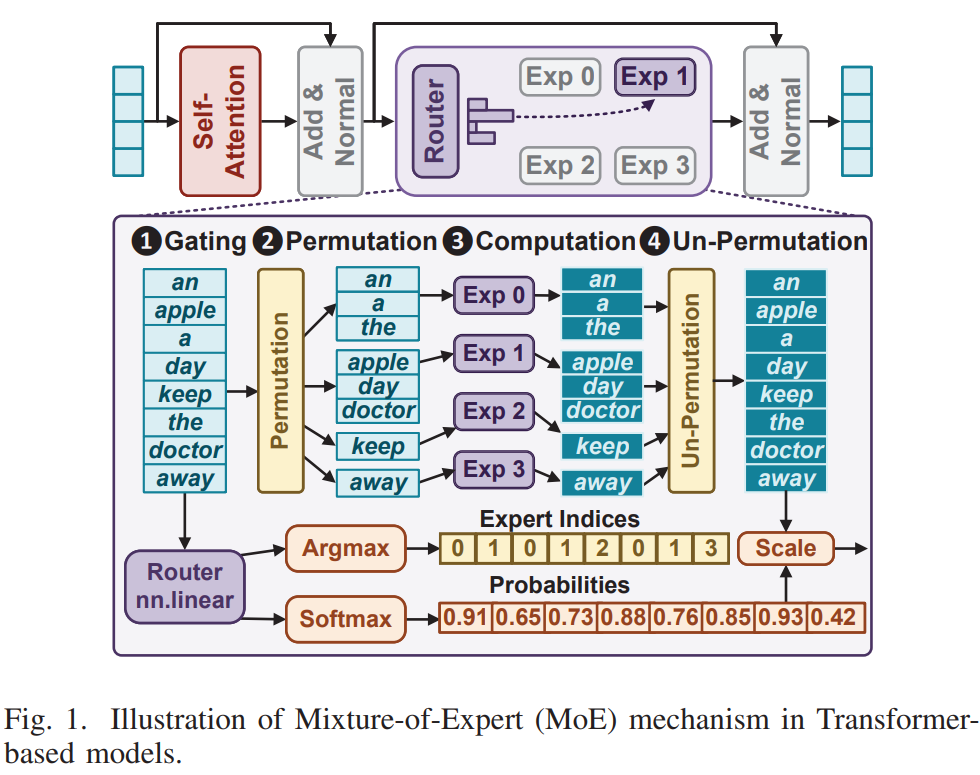 Self-
Attention
Add &
Normal
Router
Exp 0
Exp 1
Exp 2
Exp 3
Add &
Normal
1 Gating 2 Permutation 3 Computation 4 Un-Permutation
an
apple
a
day
keep
the
doctor
away
Permutation
an
a
the
apple
day
doctor
keep
away
Exp 0
Exp 1
Exp 2
Exp 3
an
a
the
apple
day
doctor
keep
away
Un-Permutation
an
apple
a
day
keep
the
doctor
away
Router
nn.linear
Argmax
Softmax
Expert Indices
0 1 0 1 2 0 1 3
Probabilities
0.91 0.65 0.73 0.88 0.76 0.85 0.93 0.42
Scale
Fig. 1. Illustration of Mixture-of-Expert (MoE) mechanism in Transformer-
based models.